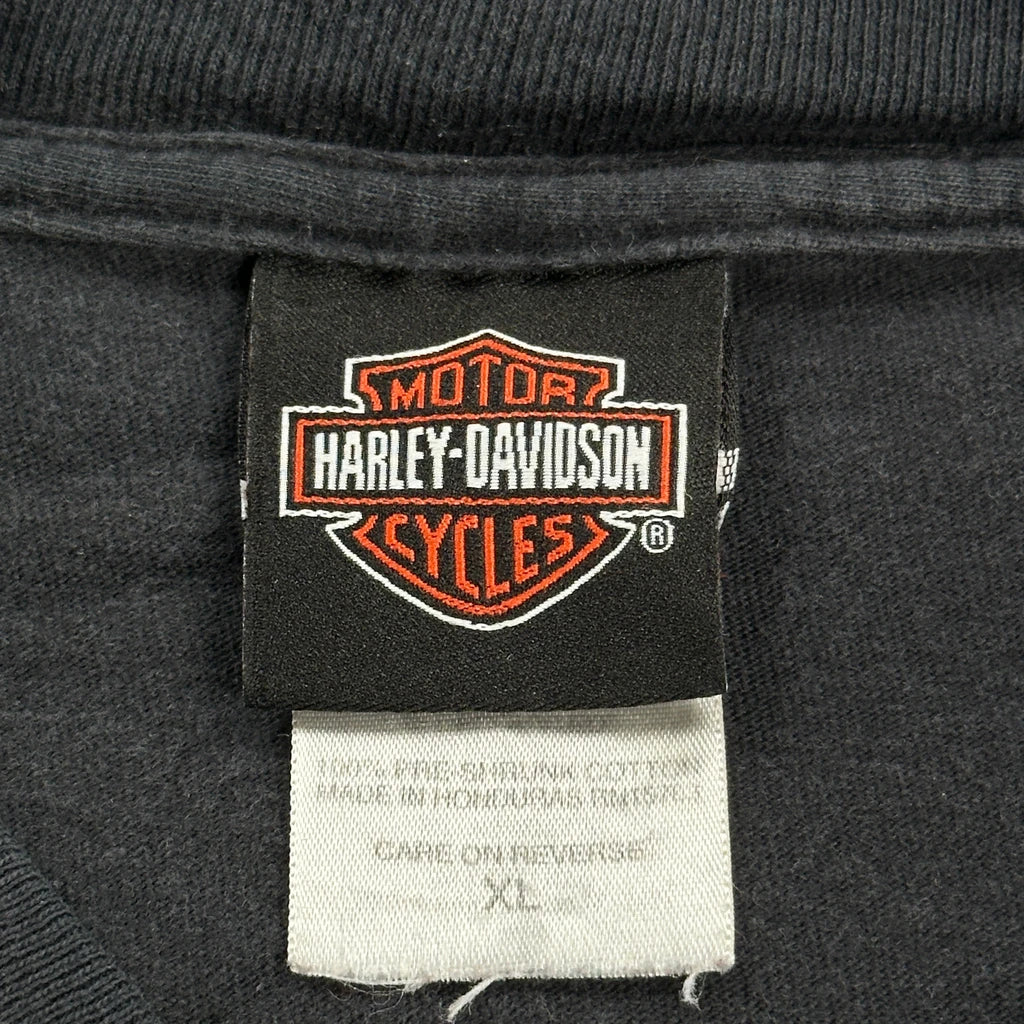 MOTOR
HARLEY-DAVIDSON
CYCLES
®
100% PRE-SHRUNK COTTON
MADE IN HONDURAS
CARE ON REVERSE
XL